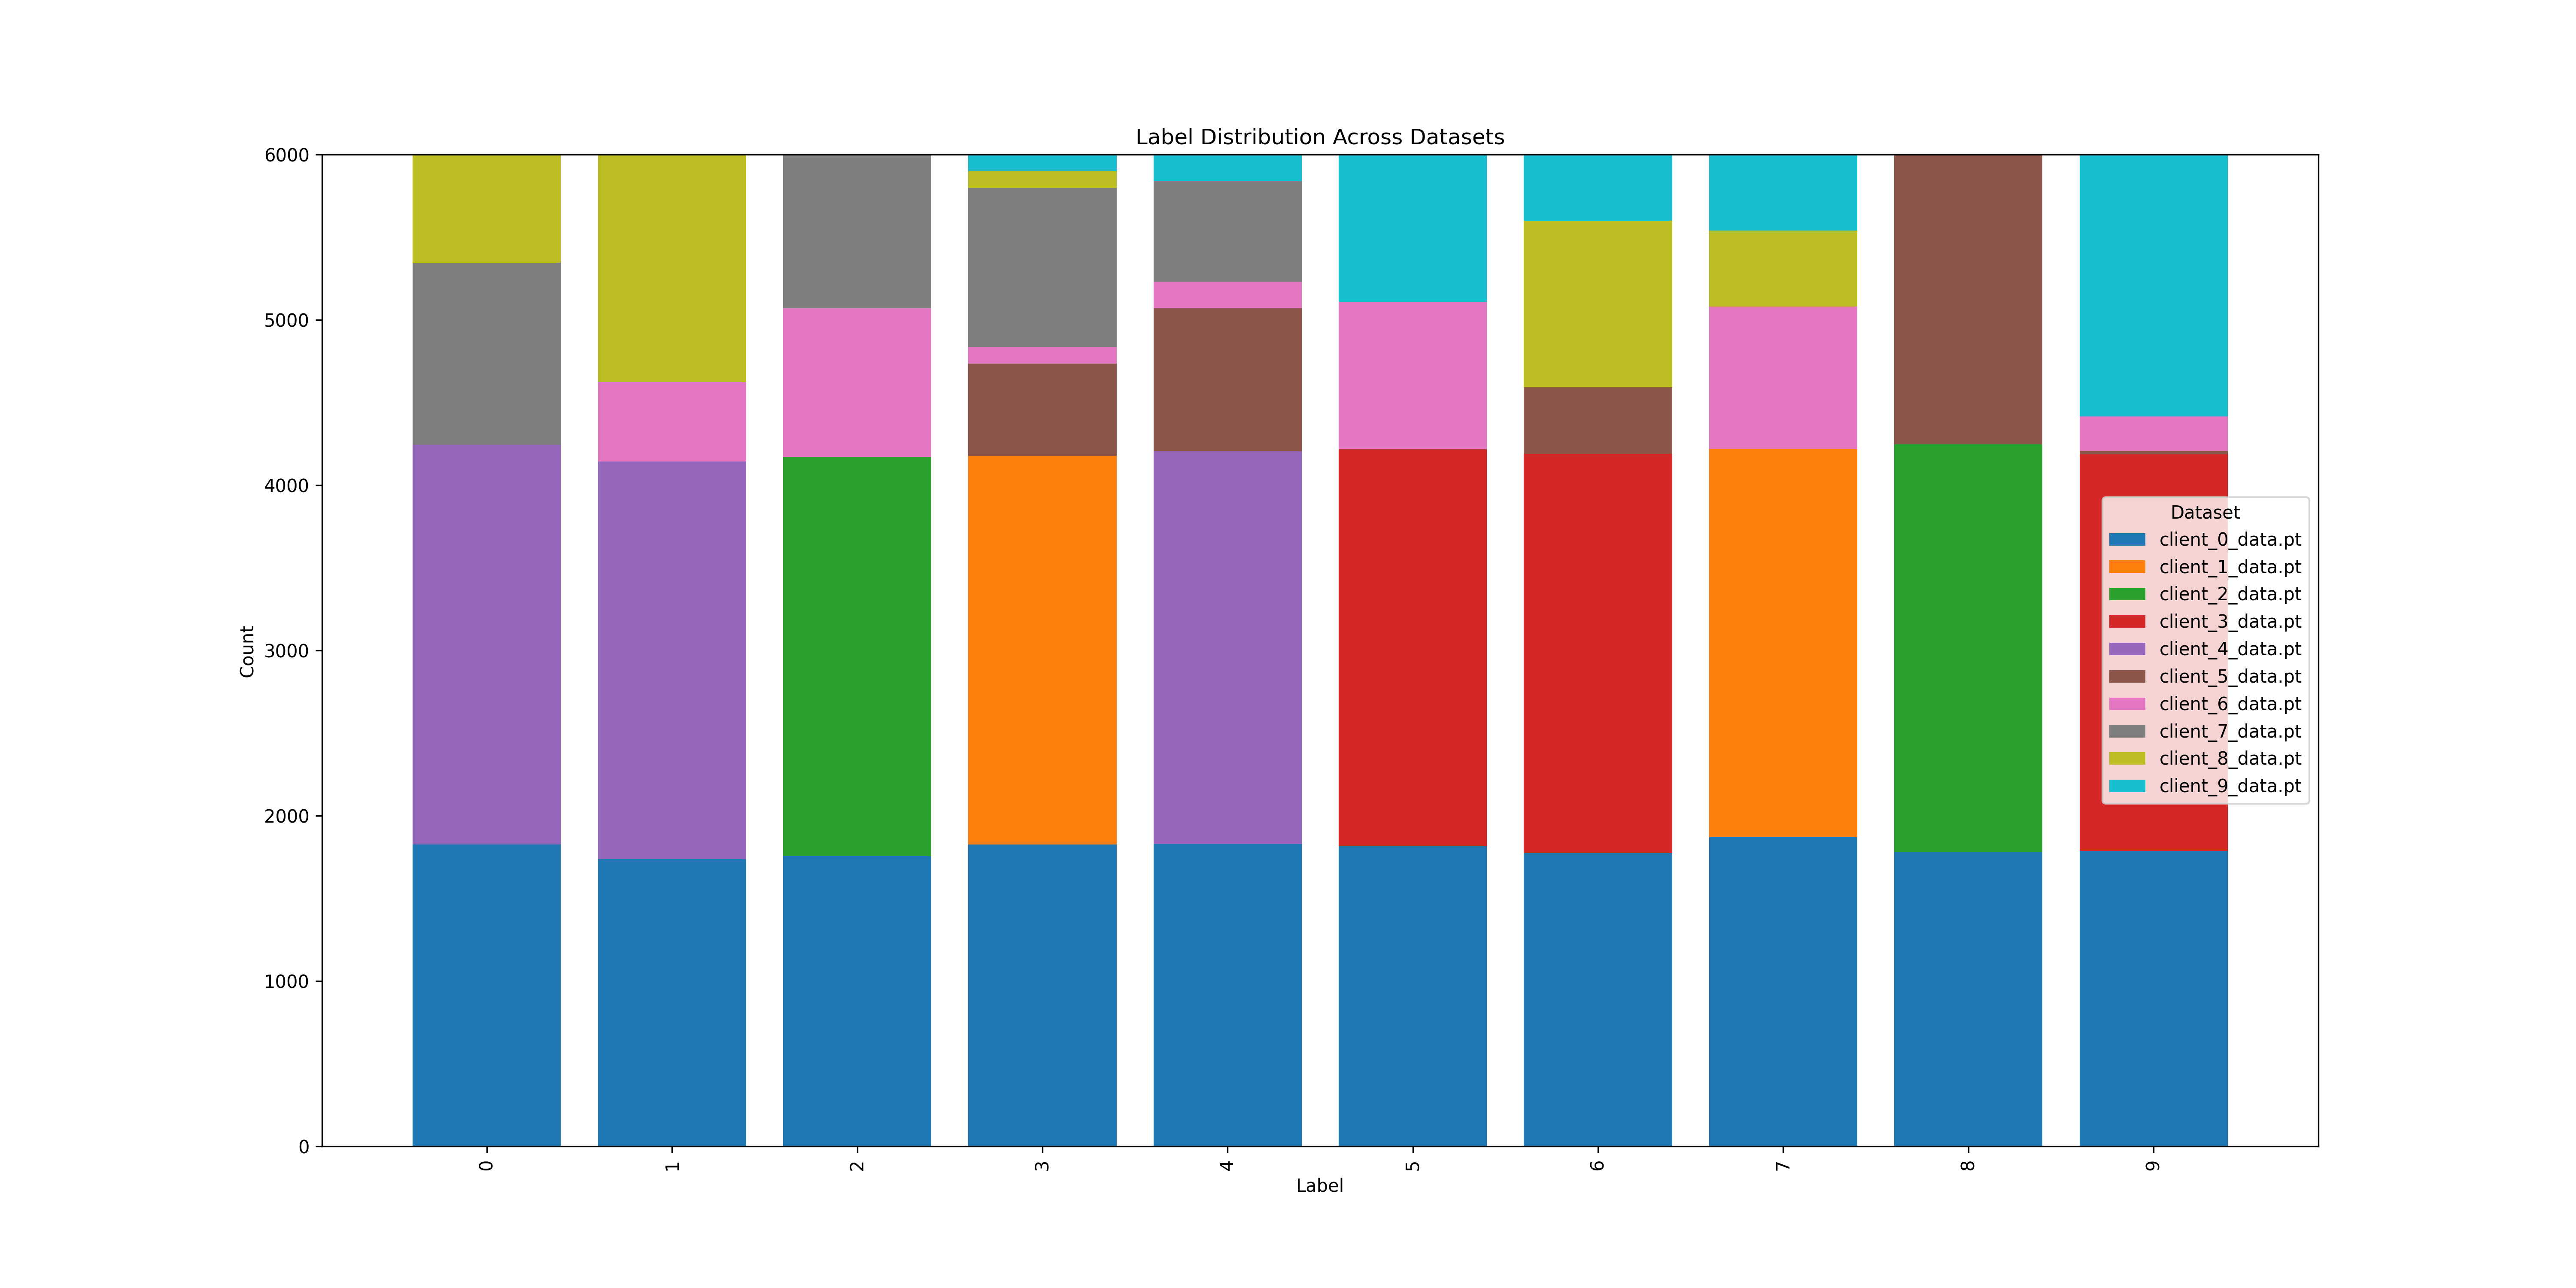 Label Distribution Across Datasets
6000
5000
4000
3000
2000
1000
0
Count
0 1 2 3 4 5 6 7 8 9
Label
Dataset
client_0_data.pt
client_1_data.pt
client_2_data.pt
client_3_data.pt
client_4_data.pt
client_5_data.pt
client_6_data.pt
client_7_data.pt
client_8_data.pt
client_9_data.pt